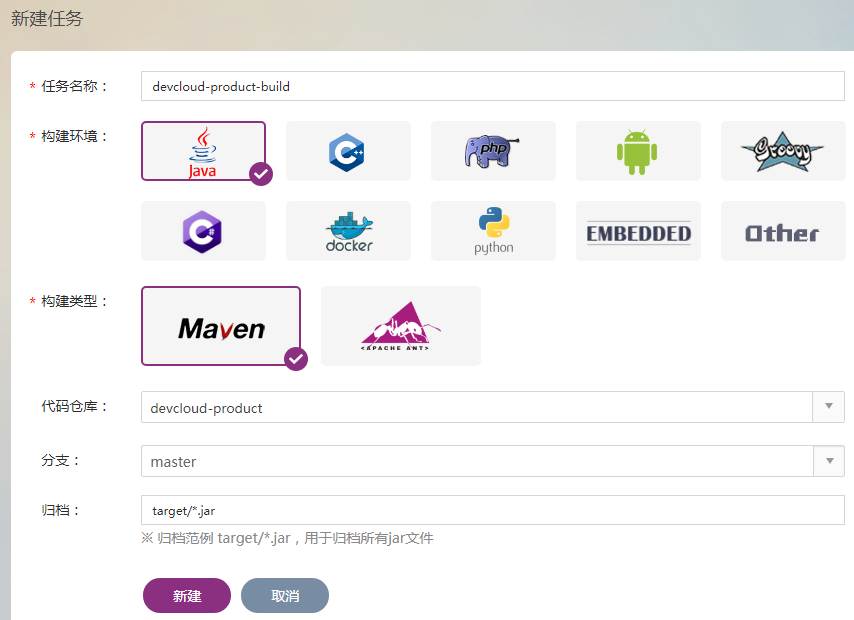 新建任务
* 任务名称：
devcloud-product-build
* 构建环境：
Java
C++
php
Groovy
C#
docker
python
EMBEDDED
Other
* 构建类型：
Maven
<APACHE ANT>
代码仓库：
devcloud-product
分支：
master
归档：
target/*.jar
※ 归档范例 target/*.jar，用于归档所有jar文件
新建
取消